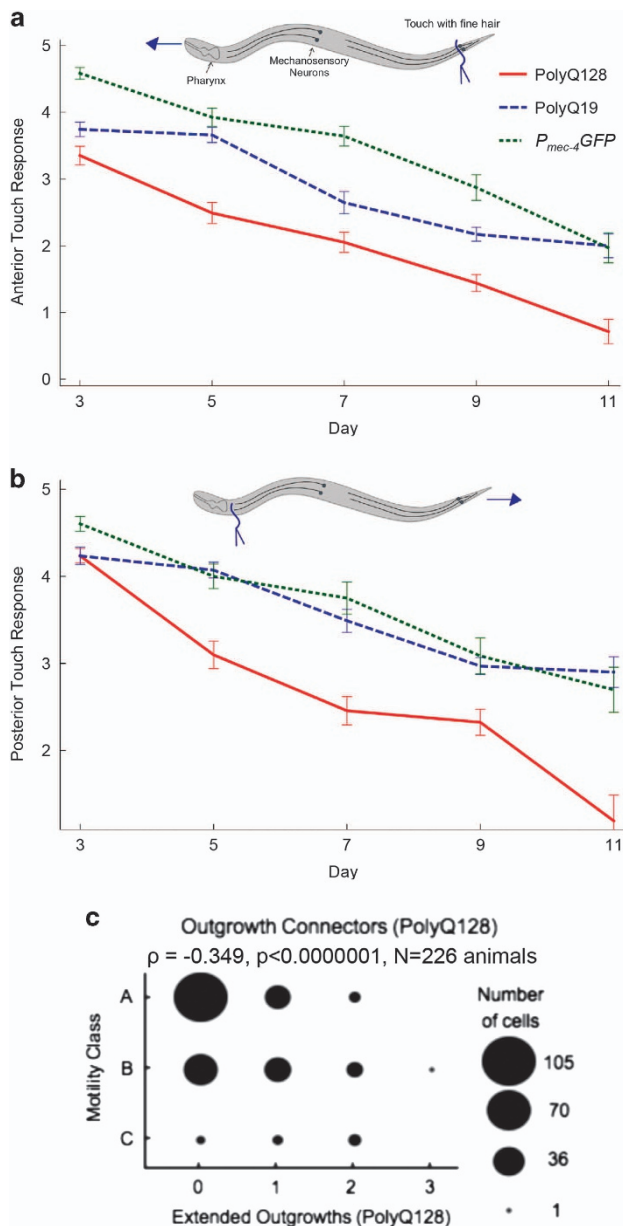 a
Touch with fine hair
Mechanosensory
Neurons
Pharynx
PolyQ128
PolyQ19
Pmec-4GFP
Anterior Touch Response
5
4
3
2
1
0
3 5 7 9 11
Day
b
Posterior Touch Response
5
4
3
2
3 5 7 9 11
Day
c
Outgrowth Connectors (PolyQ128)
ρ = -0.349, p<0.0000001, N=226 animals
Motility Class
A
B
C
0 1 2 3
Extended Outgrowths (PolyQ128)
Number
of cells
105
70
36
1